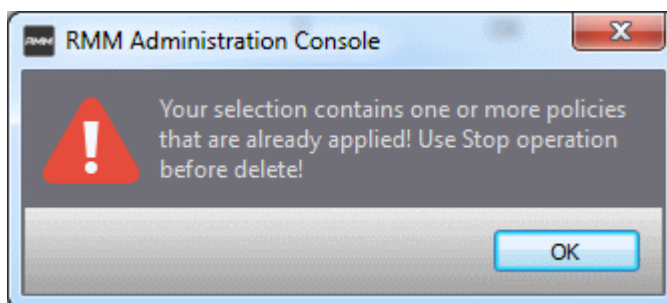 RMM RMM Administration Console
Your selection contains one or more policies
that are already applied! Use Stop operation
before delete!
OK